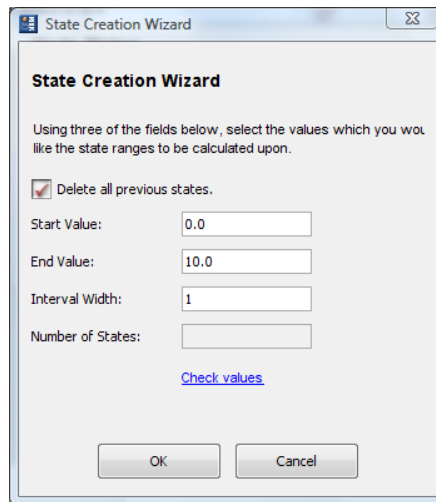 State Creation Wizard
State Creation Wizard
Using three of the fields below, select the values which you wou
like the state ranges to be calculated upon.
Delete all previous states.
Start Value: 0.0
End Value: 10.0
Interval Width: 1
Number of States:
Check values
OK Cancel